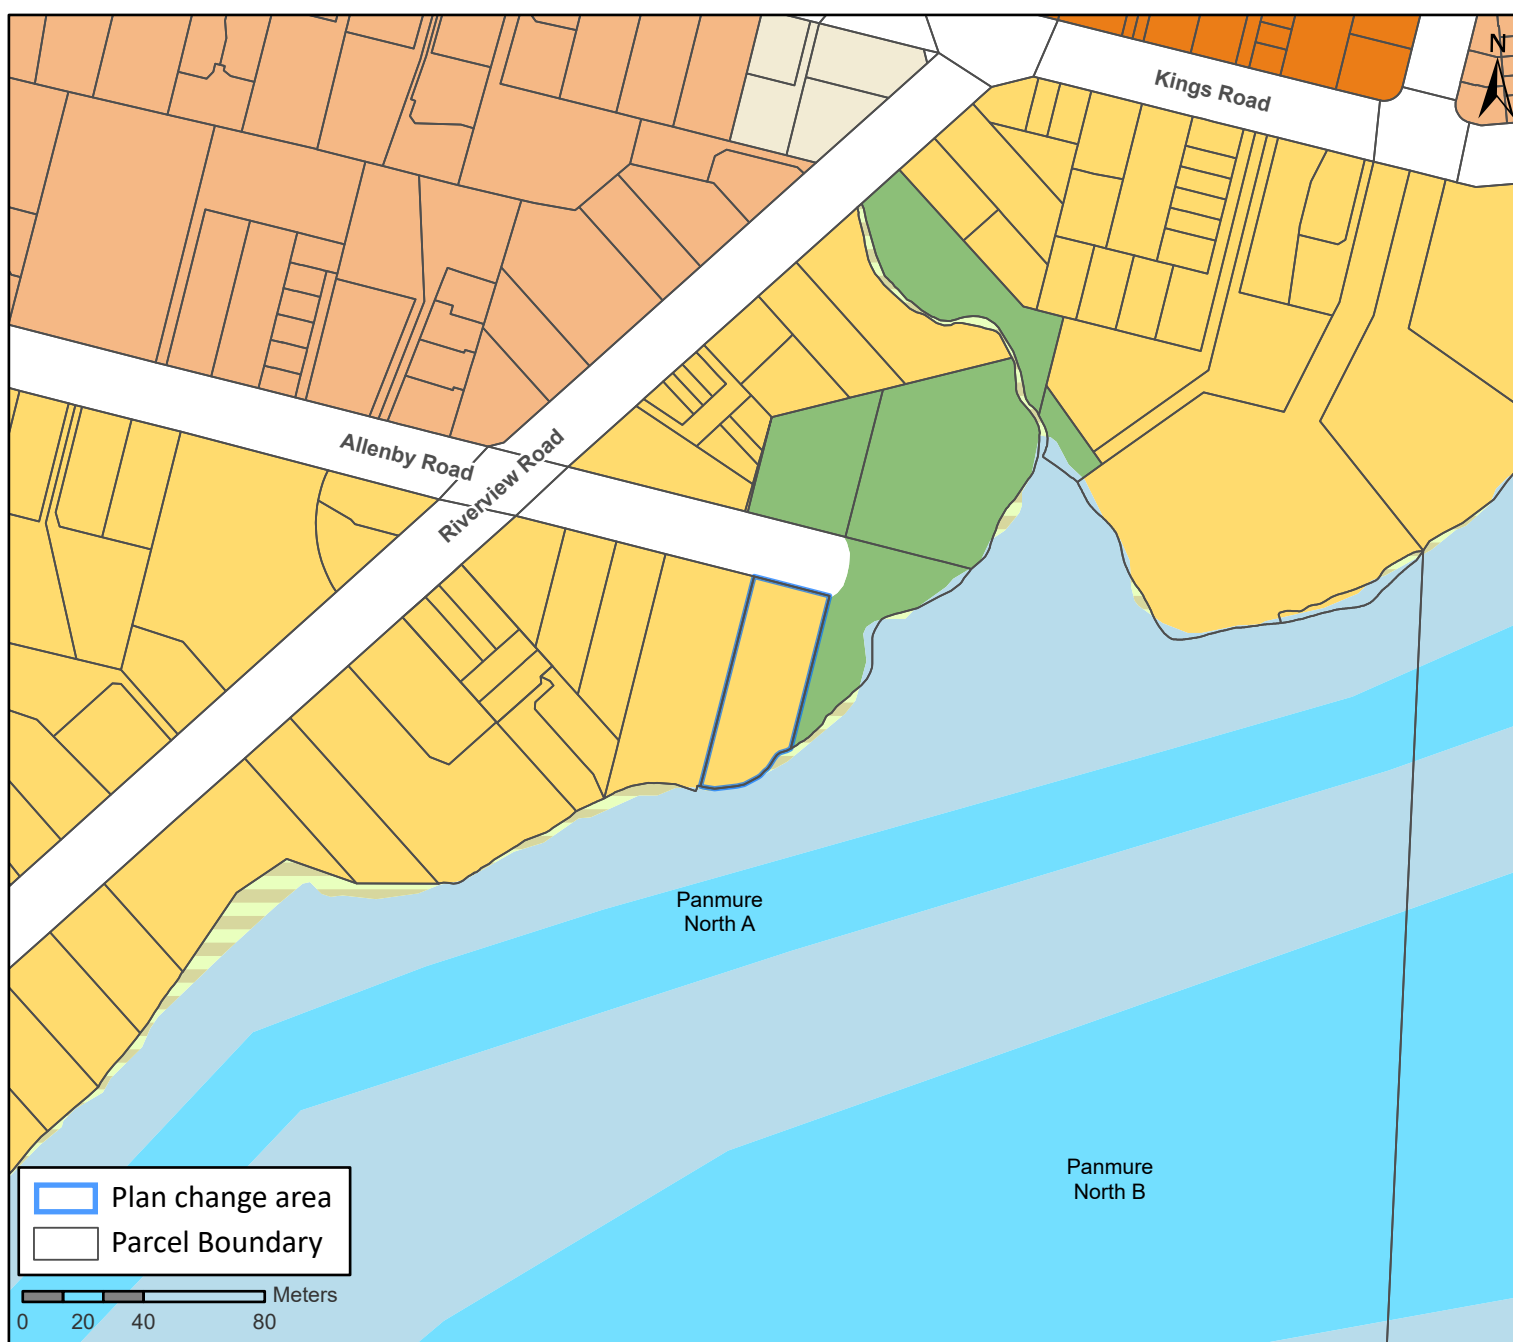 N
Kings Road
Allenby Road
Riverview Road
Panmure
North A
Panmure
North B
Plan change area
Parcel Boundary
Meters
0 20 40 80